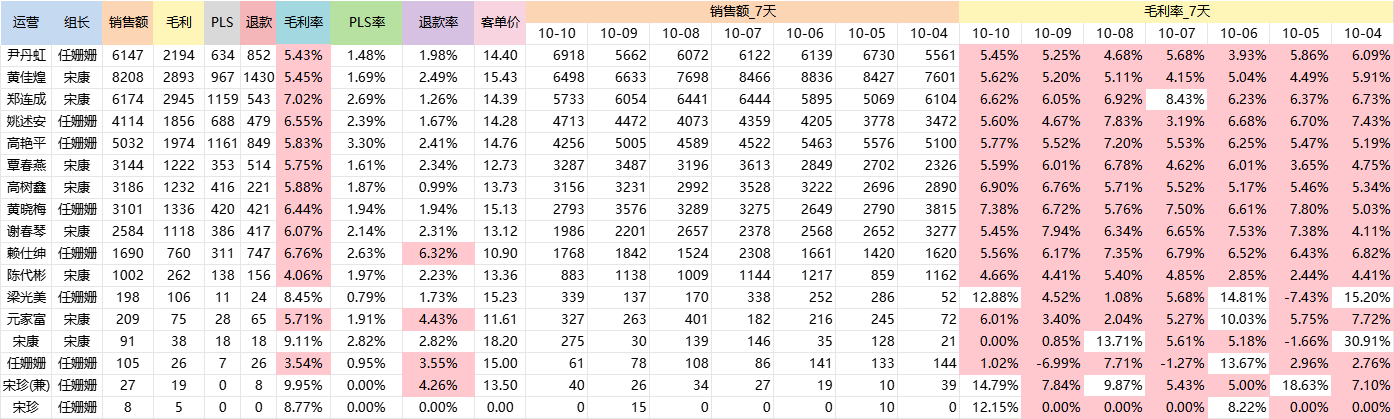 运营 组长 销售额 毛利 PLS 退款 毛利率 PLS率 退款率 客单价 销售额_7天 毛利率_7天
10-10 10-09 10-08 10-07 10-06 10-05 10-04 10-10 10-09 10-08 10-07 10-06 10-05 10-04
尹丹虹 任姗姗 6147 2194 634 852 5.43% 1.48% 1.98% 14.40 6918 5662 6072 6122 6139 6730 5561 5.45% 5.25% 4.68% 5.68% 3.93% 5.86% 6.09%
黄佳煌 宋康 8208 2893 967 1430 5.45% 1.69% 2.49% 15.43 6498 6633 7698 8466 8836 8427 7601 5.62% 5.20% 5.11% 4.15% 5.04% 4.49% 5.91%
郑连成 宋康 6174 2945 1159 543 7.02% 2.69% 1.26% 14.39 5733 6054 6441 6444 5895 5069 6104 6.62% 6.05% 6.92% 8.43% 6.23% 6.37% 6.73%
姚述安 任姗姗 4114 1856 688 479 6.55% 2.39% 1.67% 14.28 4713 4472 4073 4359 4205 3778 3472 5.60% 4.67% 7.83% 3.19% 6.68% 6.70% 7.43%
高艳平 任姗姗 5032 1974 1161 849 5.83% 3.30% 2.41% 14.76 4256 5005 4589 4522 5463 5576 5100 5.77% 5.52% 7.20% 5.53% 6.25% 5.47% 5.19%
覃春燕 宋康 3144 1222 353 514 5.75% 1.61% 2.34% 12.73 3287 3487 3196 3613 2849 2702 2326 5.59% 6.01% 6.78% 4.62% 6.01% 3.65% 4.75%
高树鑫 宋康 3186 1232 416 221 5.88% 1.87% 0.99% 13.73 3156 3231 2992 3528 3222 2696 2890 6.90% 6.76% 5.71% 5.52% 5.17% 5.46% 5.34%
黄晓梅 任姗姗 3101 1336 420 421 6.44% 1.94% 1.94% 15.13 2793 3576 3289 3275 2649 2790 3815 7.38% 6.72% 5.76% 7.50% 6.61% 7.80% 5.03%
谢春琴 宋康 2584 1118 386 417 6.07% 2.14% 2.31% 13.12 1986 2201 2657 2378 2568 2652 3277 5.45% 7.94% 6.34% 6.65% 7.53% 7.38% 4.11%
赖仕绅 任姗姗 1690 760 311 747 6.76% 2.63% 6.32% 10.90 1768 1842 1524 2308 1661 1420 1620 5.56% 6.17% 7.35% 6.79% 6.52% 6.43% 6.82%
陈代彬 宋康 1002 262 138 156 4.06% 1.97% 2.23% 13.36 883 1138 1009 1144 1217 859 1162 4.66% 4.41% 5.40% 4.85% 2.85% 2.44% 4.41%
梁光美 任姗姗 198 106 11 24 8.45% 0.79% 1.73% 15.23 339 137 170 338 252 286 52 12.88% 4.52% 1.08% 5.68% 14.81% -7.43% 15.20%
元家富 宋康 209 75 28 65 5.71% 1.91% 4.43% 11.61 327 263 401 182 216 245 72 6.01% 3.40% 2.04% 5.27% 10.03% 5.75% 7.72%
宋康 宋康 91 38 18 18 9.11% 2.82% 2.82% 18.20 275 30 139 146 35 128 21 0.00% 0.85% 13.71% 5.61% 5.18% -1.66% 30.91%
任姗姗 任姗姗 105 26 7 26 3.54% 0.95% 3.55% 15.00 61 78 108 86 141 133 144 1.02% -6.99% 7.71% -1.27% 13.67% 2.96% 2.76%
宋珍(兼) 任姗姗 27 19 0 8 9.95% 0.00% 4.26% 13.50 40 26 34 27 19 10 39 14.79% 7.84% 9.87% 5.43% 5.00% 18.63% 7.10%
宋珍 任姗姗 8 5 0 0 8.77% 0.00% 0.00% 0.00 0 15 0 0 0 10 0 12.15% 0.00% 0.00% 0.00% 8.22% 0.00% 0.00%